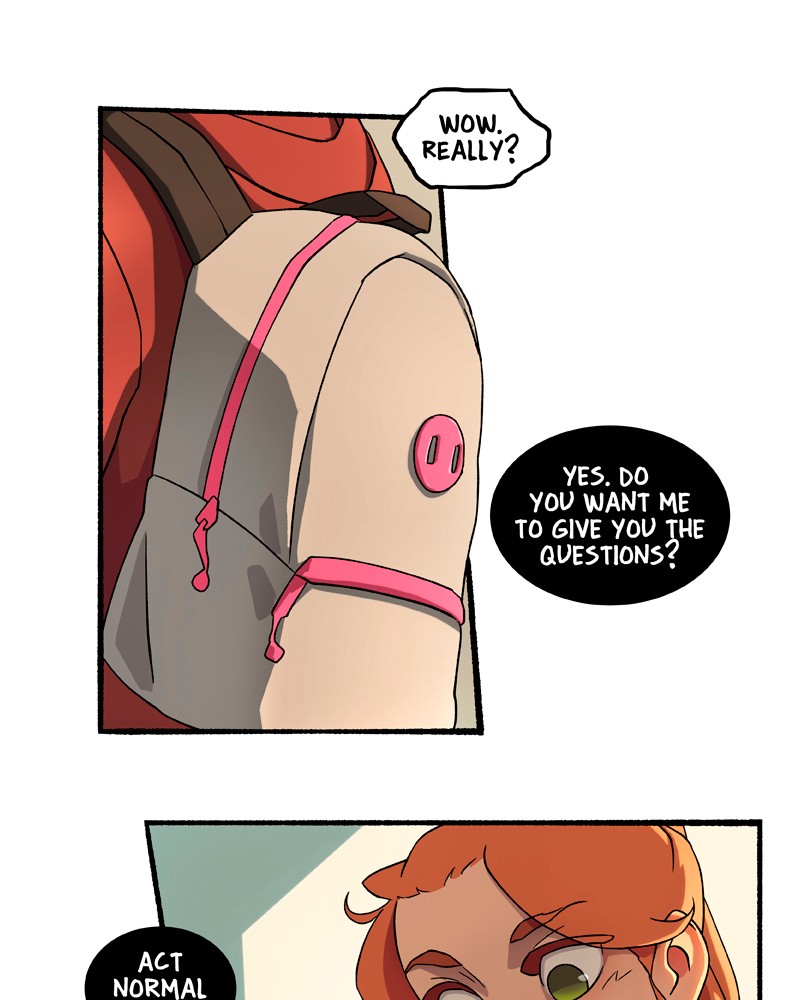 WOW.
REALLY?
YES. DO
YOU WANT ME
TO GIVE YOU THE
QUESTIONS?
ACT
NORMAL